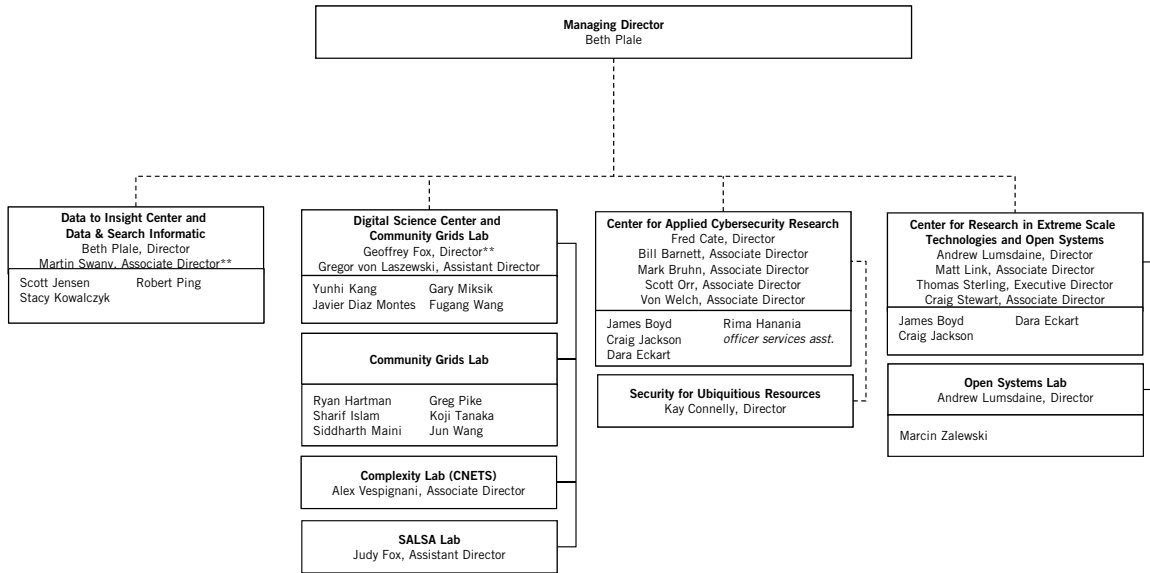 Managing Director
Beth Plale
Data to Insight Center and
Data & Search Informatic
Beth Plale, Director
Martin Swany, Associate Director**
Scott Jensen
Robert Ping
Stacy Kowalczyk
Digital Science Center and
Community Grids Lab
Geoffrey Fox, Director**
Gregor von Laszewski, Assistant Director
Yunhi Kang
Gary Miksik
Javier Diaz Montes
Fugang Wang
Community Grids Lab
Ryan Hartman
Greg Pike
Sharif Islam
Koji Tanaka
Siddharth Maini
Jun Wang
Complexity Lab (CNETS)
Alex Vespignani, Associate Director
SALSA Lab
Judy Fox, Assistant Director
Center for Applied Cybersecurity Research
Fred Cate, Director
Bill Barnett, Associate Director
Mark Bruhn, Associate Director
Scott Orr, Associate Director
Von Welch, Associate Director
James Boyd
Rima Hanania
Craig Jackson
officer services asst.
Dara Eckart
Security for Ubiquitious Resources
Kay Connelly, Director
Center for Research in Extreme Scale
Technologies and Open Systems
Andrew Lumsdaine, Director
Matt Link, Associate Director
Thomas Sterling, Executive Director
Craig Stewart, Associate Director
James Boyd
Dara Eckart
Craig Jackson
Open Systems Lab
Andrew Lumsdaine, Director
Marcin Zalewski